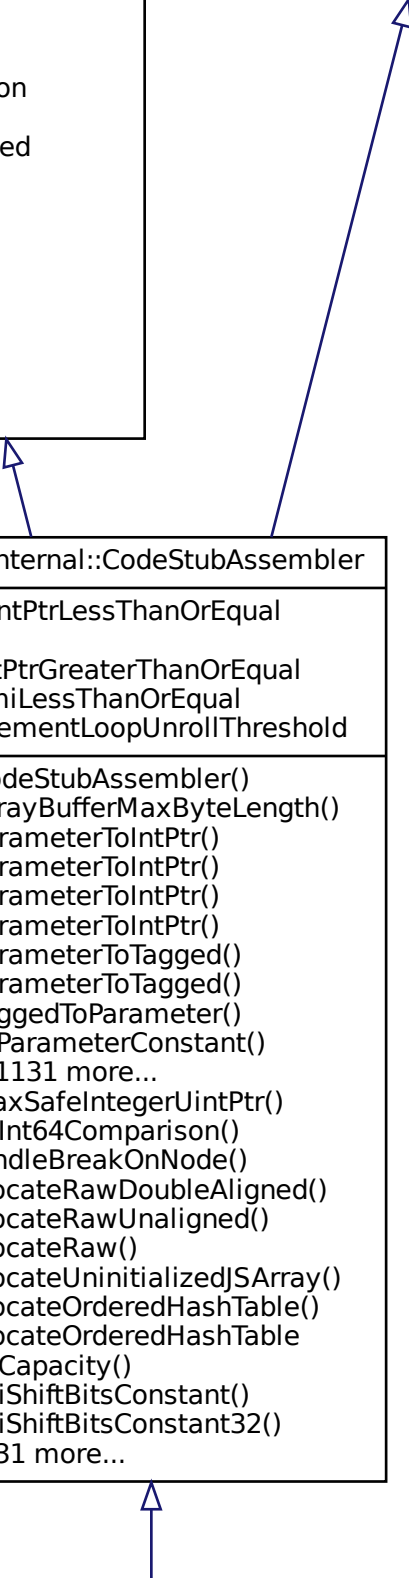 on
ed
nternal::CodeStubAssembler
ntPtrLessThanOrEqual
tPtrGreaterThanOrEqual
niLessThanOrEqual
ementLoopUnrollThreshold
odeStubAssembler()
rayBufferMaxByteLength()
rameterToIntPtr()
rameterToIntPtr()
rameterToIntPtr()
rameterToIntPtr()
rameterToTagged()
rameterToTagged()
ggedToParameter()
ParameterConstant()
1131 more...
axSafeIntegerUintPtr()
Int64Comparison()
ndleBreakOnNode()
ocateRawDoubleAligned()
ocateRawUnaligned()
ocateRaw()
ocateUninitializedJSArray()
ocateOrderedHashTable()
ocateOrderedHashTable
Capacity()
iShiftBitsConstant()
iShiftBitsConstant32()
31 more...